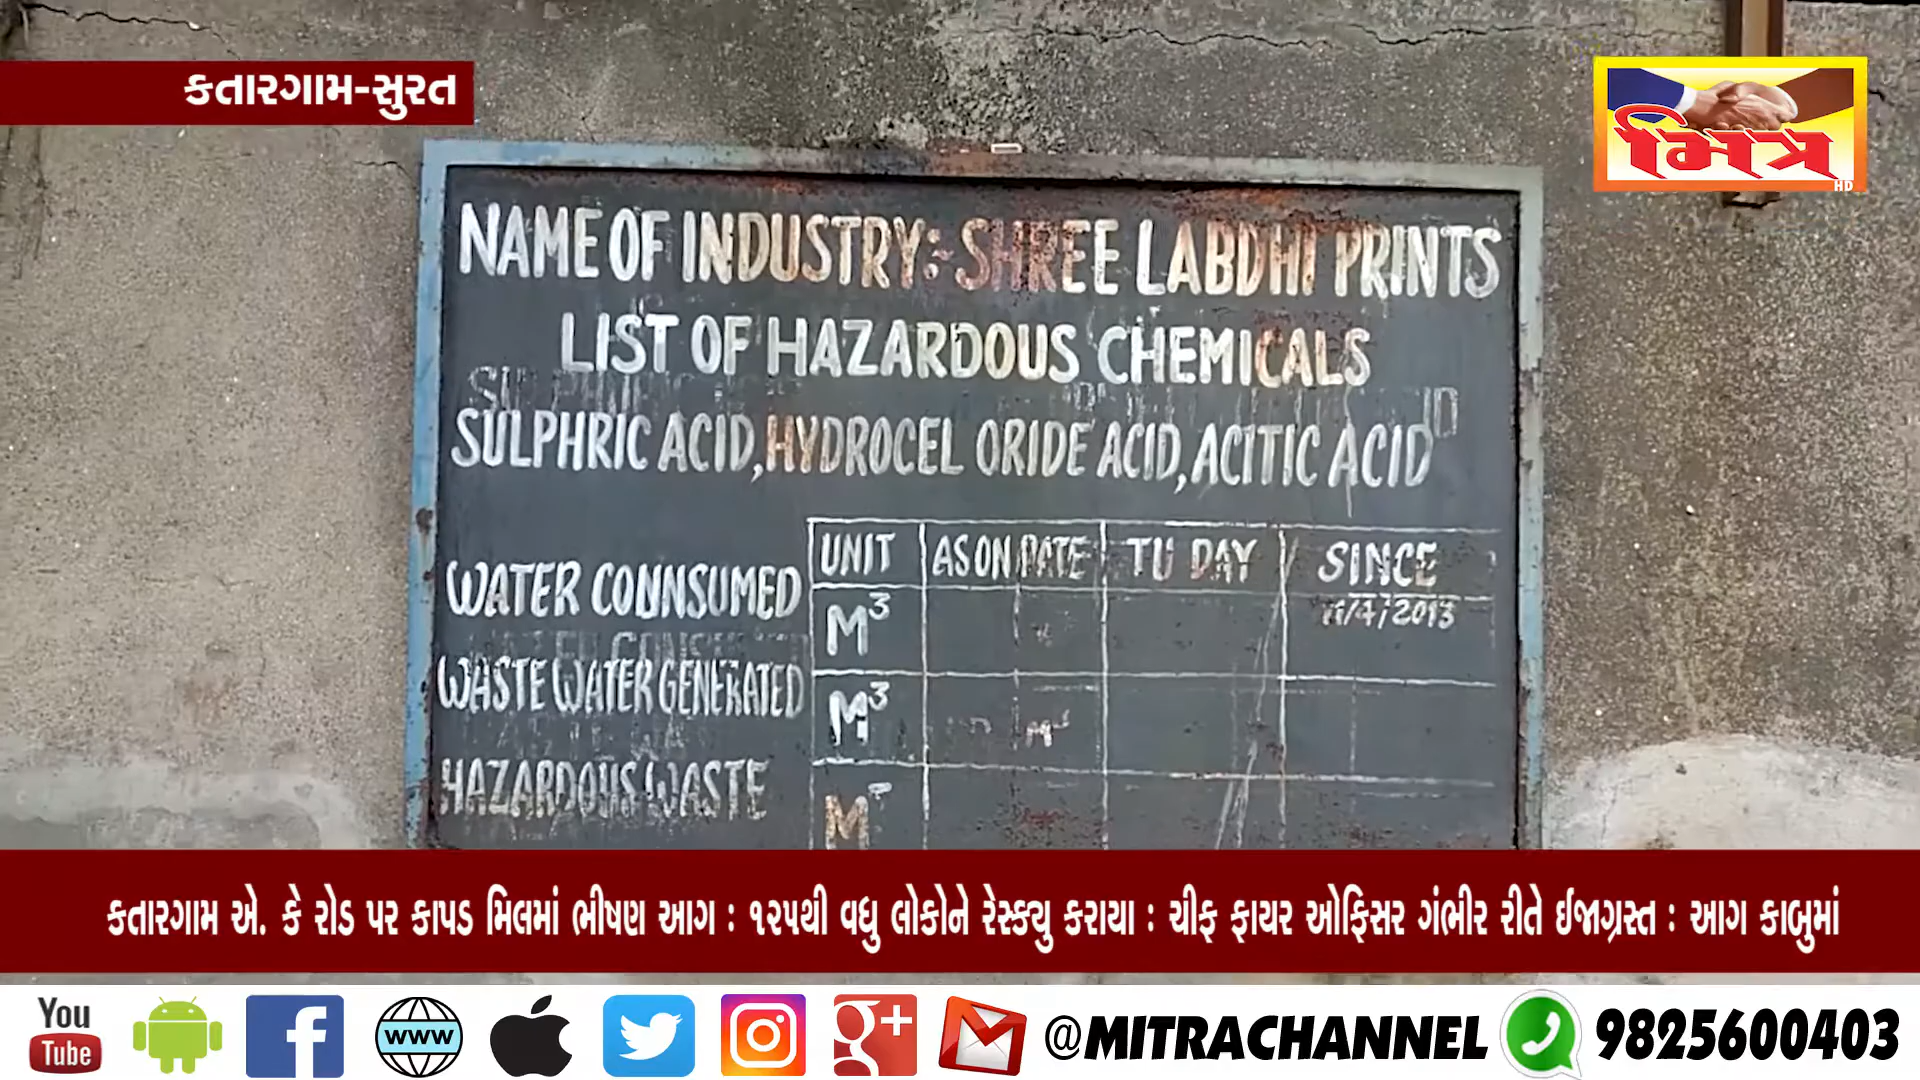 કતારગામ-સુરત
મિત્ર
HD
NAME OF INDUSTRY:- SHREE LABDHI PRINTS
LIST OF HAZARDOUS CHEMICALS
SULPHRIC ACID, HYDROCEL ORIDE ACID, ACITIC ACID
UNIT AS ON DATE TU DAY SINCE
WATER CONNSUMED M³ 11/4/2013
WASTE WATER GENERATED M³
HAZARDOUS WASTE M
કતારગામ એ. કે રોડ પર કાપડ મિલમાં ભીષણ આગ : ૧૨૫થી વધુ લોકોને રેસ્ક્યુ કરાયા : ચીફ ફાયર ઓફિસર ગંભીર રીતે ઈજાગ્રસ્ત : આગ કાબુમાં
You Tube f www g+ M @MITRACHANNEL 9825600403